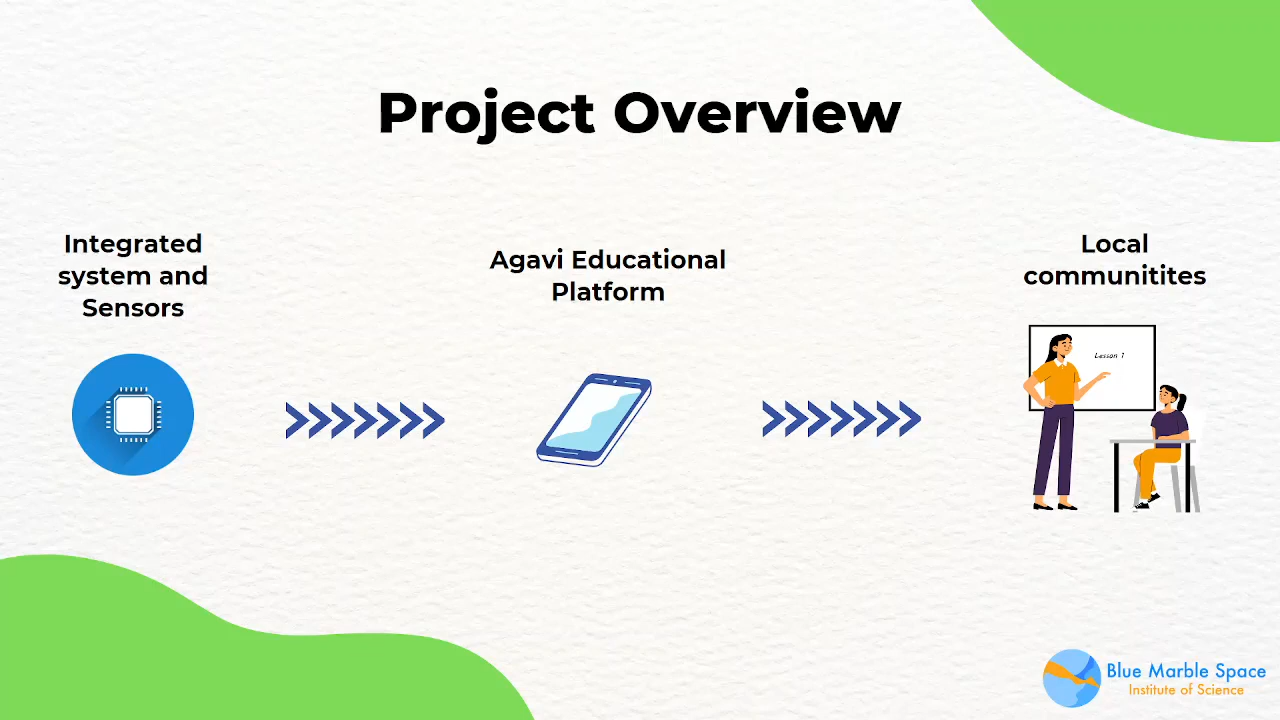 Project Overview
Integrated
system and
Sensors
Agavi Educational
Platform
Local
communitites
Lesson 1
Blue Marble Space
Institute of Science